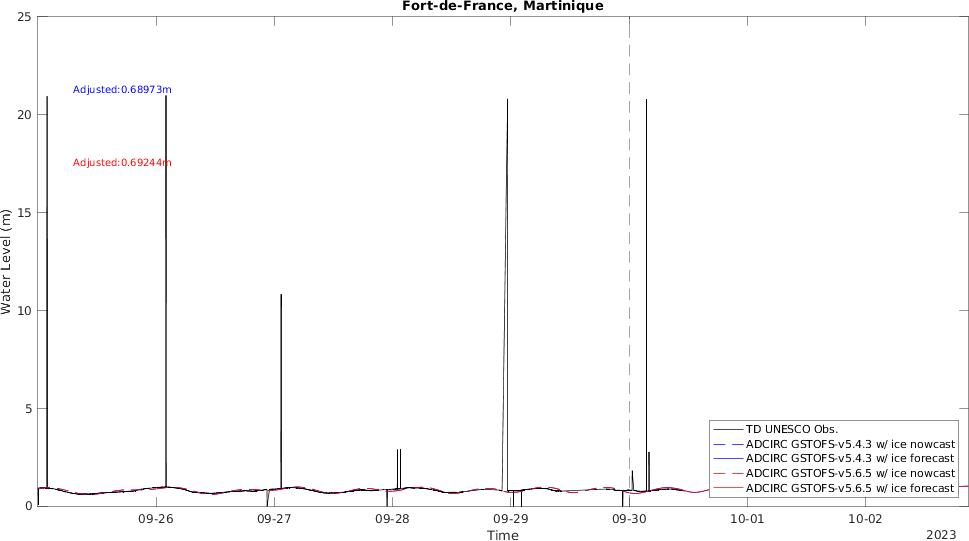 Fort-de-France, Martinique
25
20
15
10
5
0
Water Level (m)
Adjusted:0.68973m
Adjusted:0.69244m
TD UNESCO Obs.
ADCIRC GSTOFS-v5.4.3 w/ ice nowcast
ADCIRC GSTOFS-v5.4.3 w/ ice forecast
ADCIRC GSTOFS-v5.6.5 w/ ice nowcast
ADCIRC GSTOFS-v5.6.5 w/ ice forecast
09-26 09-27 09-28 09-29 09-30 10-01 10-02
Time
2023